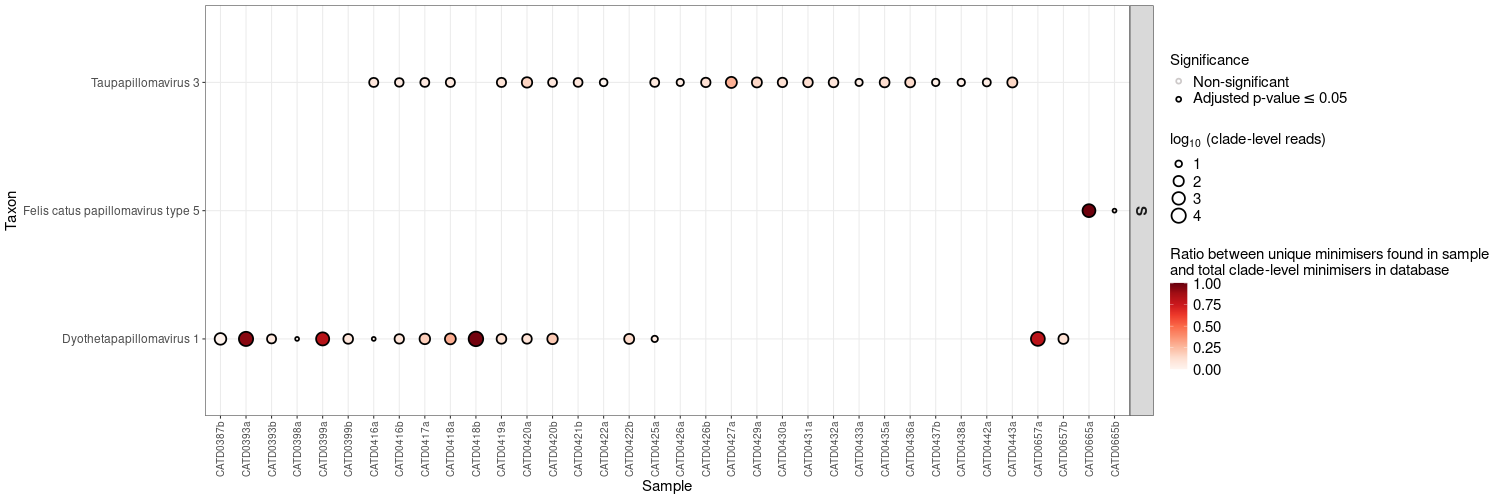 Taxon
Taupapillomavirus 3
Felis catus papillomavirus type 5
Dyothetapapillomavirus 1
S
CATD0387b
CATD0393a
CATD0393b
CATD0398a
CATD0399a
CATD0399b
CATD0416a
CATD0416b
CATD0417a
CATD0418a
CATD0418b
CATD0419a
CATD0420a
CATD0420b
CATD0421b
CATD0422a
CATD0422b
CATD0425a
CATD0426a
CATD0426b
CATD0427a
CATD0429a
CATD0430a
CATD0431a
CATD0432a
CATD0433a
CATD0435a
CATD0436a
CATD0437b
CATD0438a
CATD0442a
CATD0443a
CATD0657a
CATD0657b
CATD0665a
CATD0665b
Sample
Significance
Non-significant
Adjusted p-value ≤ 0.05
log₁₀ (clade-level reads)
1
2
3
4
Ratio between unique minimisers found in sample
and total clade-level minimisers in database
1.00
0.75
0.50
0.25
0.00